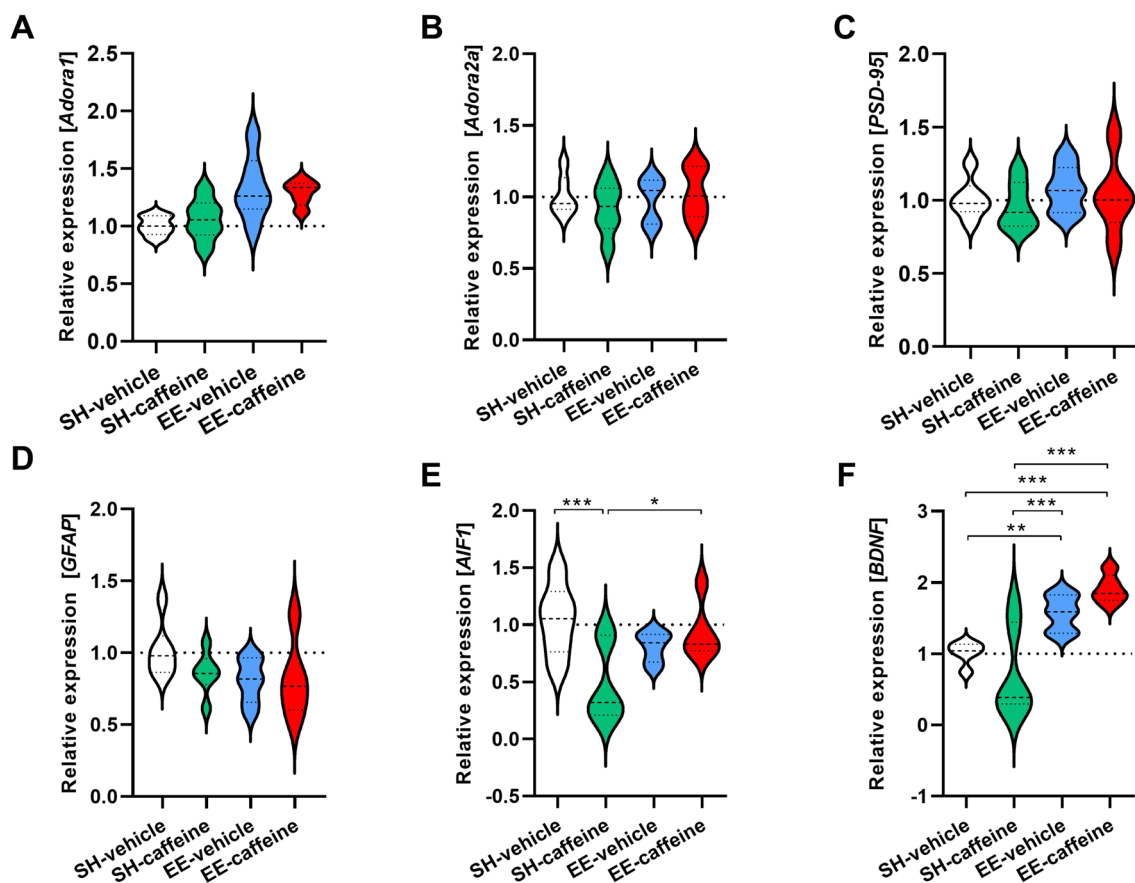 A
Relative expression [Adora1]
2.5
2.0
1.5
1.0
0.5
0.0
SH-vehicle
SH-caffeine
EE-vehicle
EE-caffeine
B
Relative expression [Adora2a]
2.0
1.5
1.0
0.5
0.0
SH-vehicle
SH-caffeine
EE-vehicle
EE-caffeine
C
Relative expression [PSD-95]
2.0
1.5
1.0
0.5
0.0
SH-vehicle
SH-caffeine
EE-vehicle
EE-caffeine
D
Relative expression [GFAP]
2.0
1.5
1.0
0.5
0.0
SH-vehicle
SH-caffeine
EE-vehicle
EE-caffeine
E
Relative expression [AIF1]
2.0
1.5
1.0
0.5
0.0
-0.5
***
*
SH-vehicle
SH-caffeine
EE-vehicle
EE-caffeine
F
Relative expression [BDNF]
3
2
1
0
-1
***
***
***
**
SH-vehicle
SH-caffeine
EE-vehicle
EE-caffeine